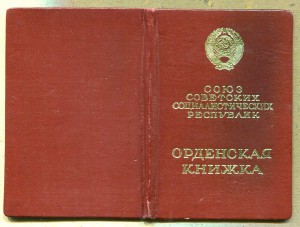 СОЮЗ
СОВЕТСКИХ
СОЦИАЛИСТИЧЕСКИХ
РЕСПУБЛИК
ОРДЕНСКАЯ
КНИЖКА